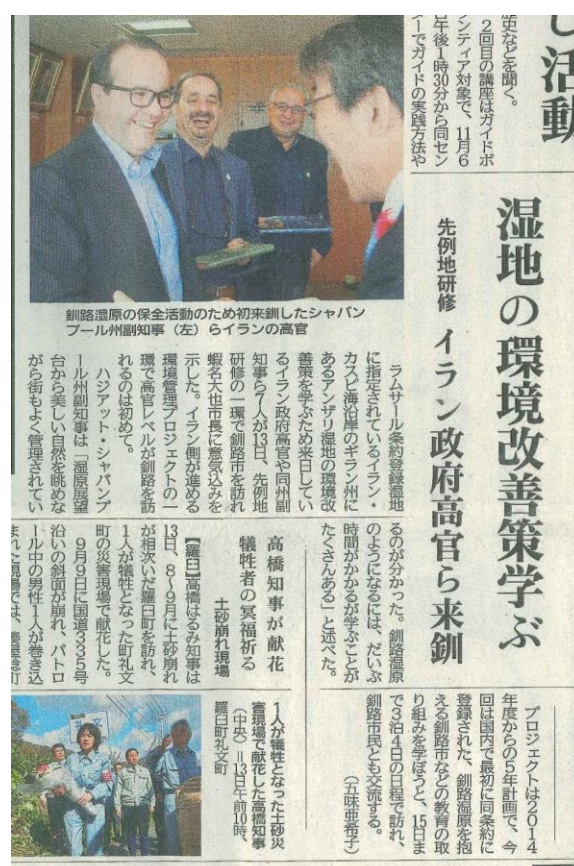 し活動
歴史などを聞く。
２回目の講座はガイドボ
ンティア対象で、11月６
午後１時30分から同セン
ーでガイドの実践方法や
湿地の環境改善策学ぶ
先例地研修 イラン政府高官ら来釧
釧路湿原の保全活動のため初来釧したシャバン
プール州副知事（左）らイランの高官
ラムサール条約登録湿地
に指定されているイラン・
カスピ海沿岸のギラン州に
あるアンザリ湿地の環境改
善策を学ぶため来日してい
るイラン政府高官や同州副
知事ら７人が13日、先例地
研修の一環で釧路市を訪れ
蝦名大也市長に意気込みを
示した。イラン側が進める
環境管理プロジェクトの一
環で高官レベルが釧路を訪
れるのは初めて。
ハジアット・シャバンプ
ール州副知事は「湿原展望
台から美しい自然を眺めな
がら街もよく管理されてい
るのが分かった。釧路湿原
のようになるには、だいぶ
時間がかかるが学ぶことが
たくさんある」と述べた。
プロジェクトは２０１４
年度からの５年計画で、今
回は国内で最初に同条約に
登録された、釧路湿原を抱
える釧路市などの教育の取
り組みを学ぼうと、15日ま
で３泊４日の日程で訪れ、
釧路市民とも交流する。
（五味亜希子）
高橋知事が献花
犠牲者の冥福祈る
土砂崩れ現場
【羅臼】高橋はるみ知事は
13日、８～９月に土砂崩れ
が相次いだ羅臼町を訪れ、
１人が犠牲となった町礼文
町の災害現場で献花した。
９月９日に国道３３５号
沿いの斜面が崩れ、パトロ
ール中の男性１人が巻き込
まれた現場では、
１人が犠牲となった土砂災
害現場で献花した高橋知事
（中央）＝13日午前10時、
羅臼町礼文町